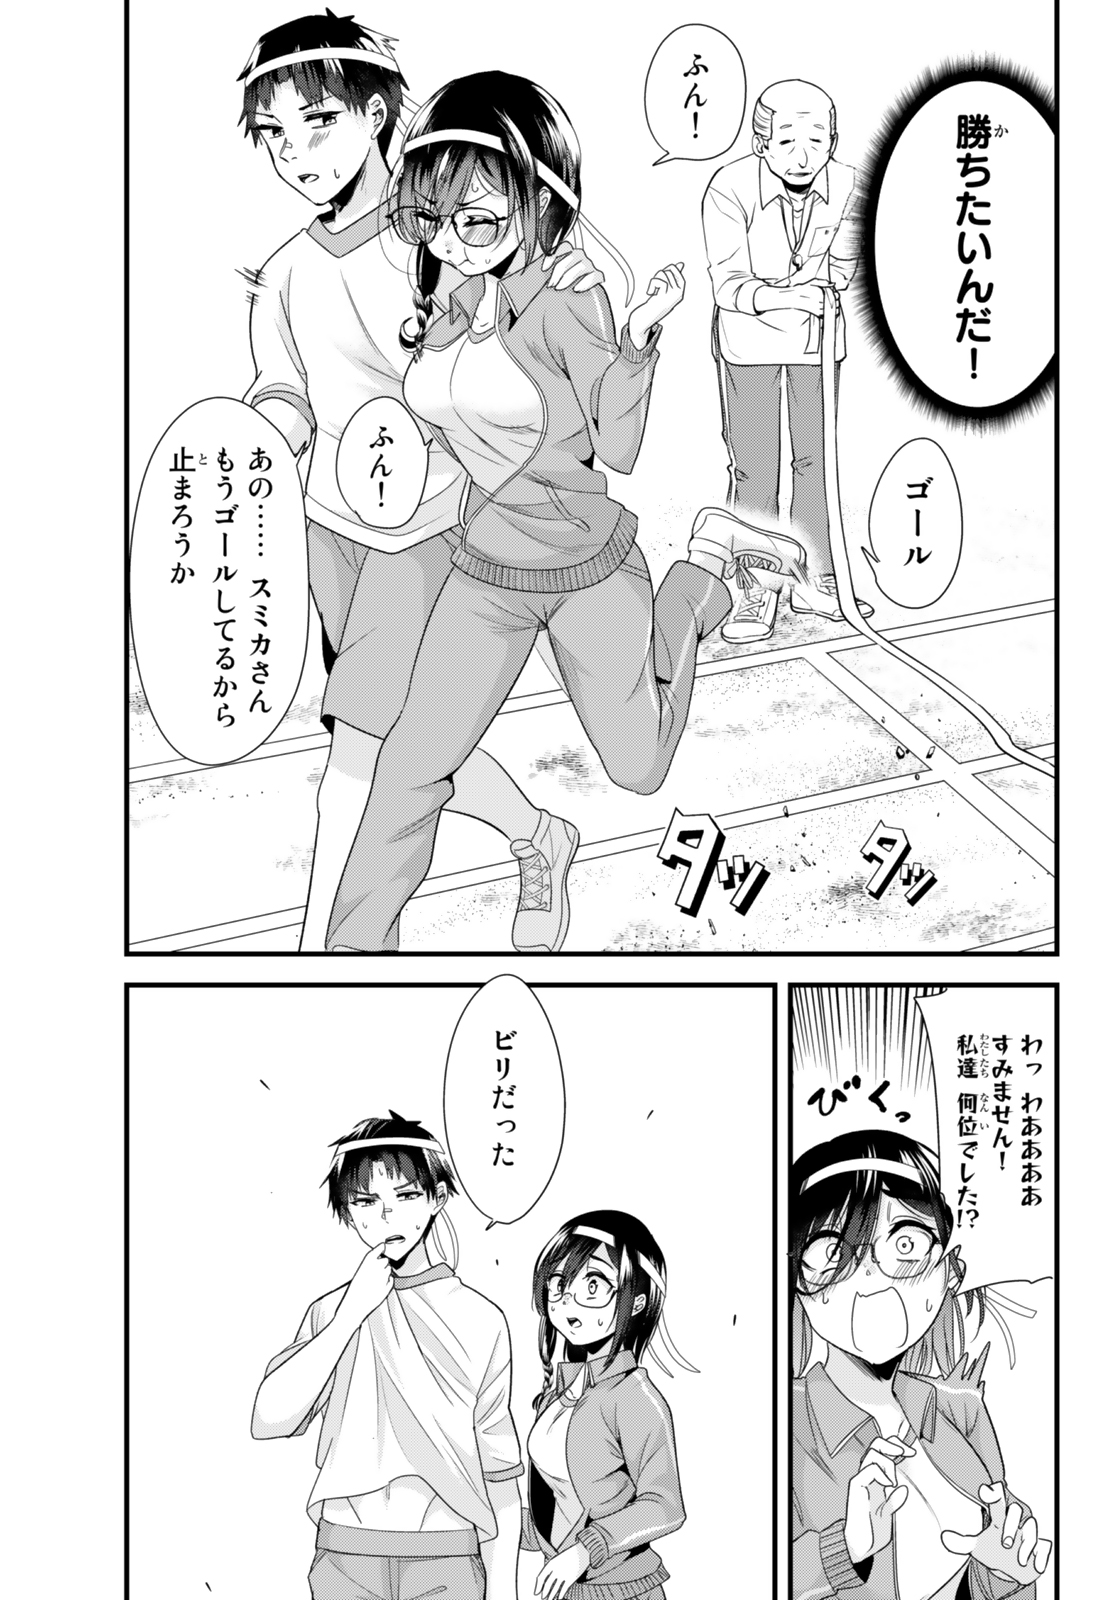 勝ちたいんだ！
ふん！
ゴール
ふん！
あの……スミカさん
もうゴールしてるから
止まろうか
タッ
タッ
わっ わあああぁ
すみません！
私達 何位でした!?
びくっ
ビリだった